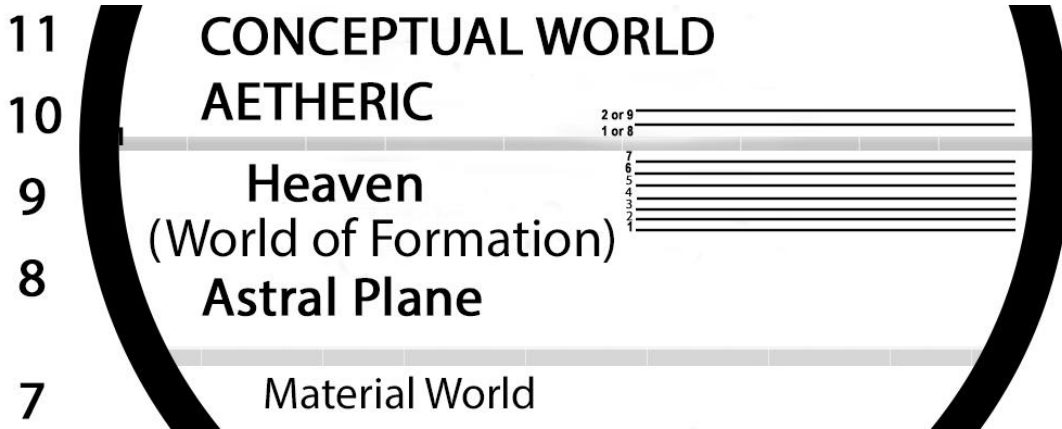 11 CONCEPTUAL WORLD
10 AETHERIC
2 or 9
1 or 8
7
6
9 Heaven
5
4
3
(World of Formation)
2
1
8 Astral Plane
7 Material World